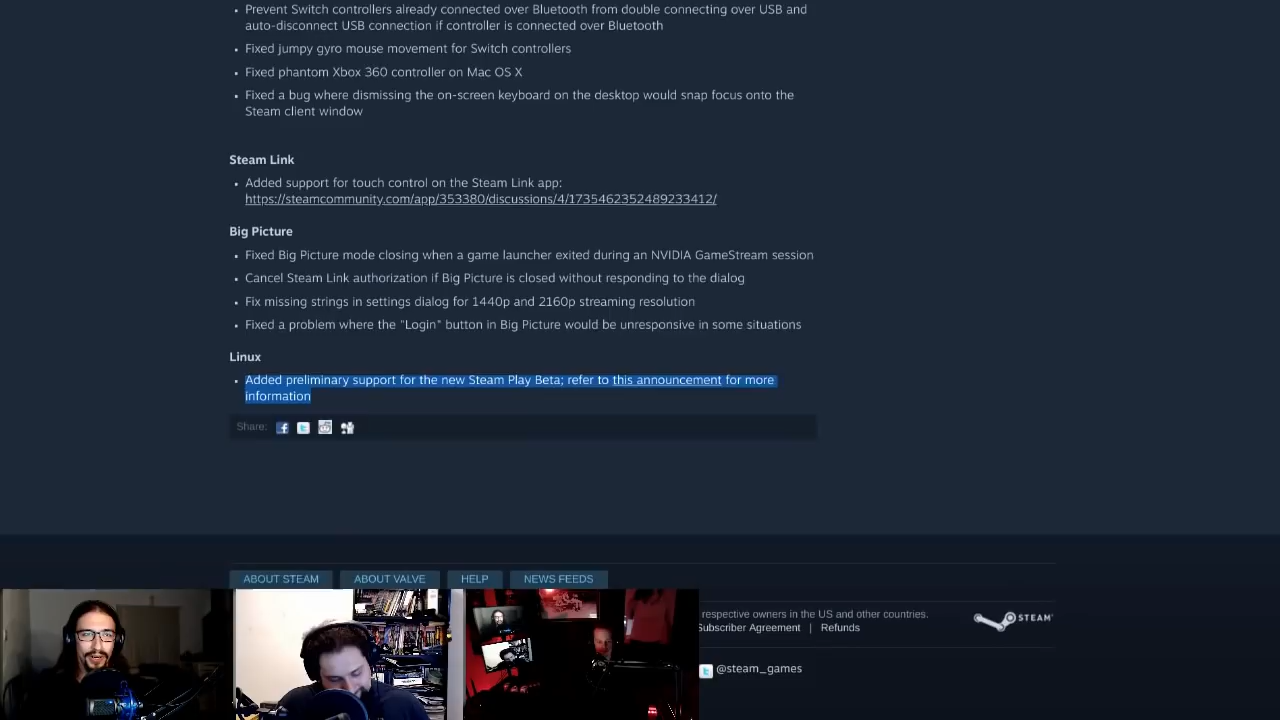 Prevent Switch controllers already connected over Bluetooth from double connecting over USB and
auto-disconnect USB connection if controller is connected over Bluetooth
Fixed jumpy gyro mouse movement for Switch controllers
Fixed phantom Xbox 360 controller on Mac OS X
Fixed a bug where dismissing the on-screen keyboard on the desktop would snap focus onto the
Steam client window
Steam Link
Added support for touch control on the Steam Link app:
https://steamcommunity.com/app/353380/discussions/4/1735462352489233412/
Big Picture
Fixed Big Picture mode closing when a game launcher exited during an NVIDIA GameStream session
Cancel Steam Link authorization if Big Picture is closed without responding to the dialog
Fix missing strings in settings dialog for 1440p and 2160p streaming resolution
Fixed a problem where the "Login" button in Big Picture would be unresponsive in some situations
Linux
Added preliminary support for the new Steam Play Beta; refer to this announcement for more
information
Share:
ABOUT STEAM ABOUT VALVE HELP NEWS FEEDS
respective owners in the US and other countries.
Subscriber Agreement | Refunds
STEAM
@steam_games